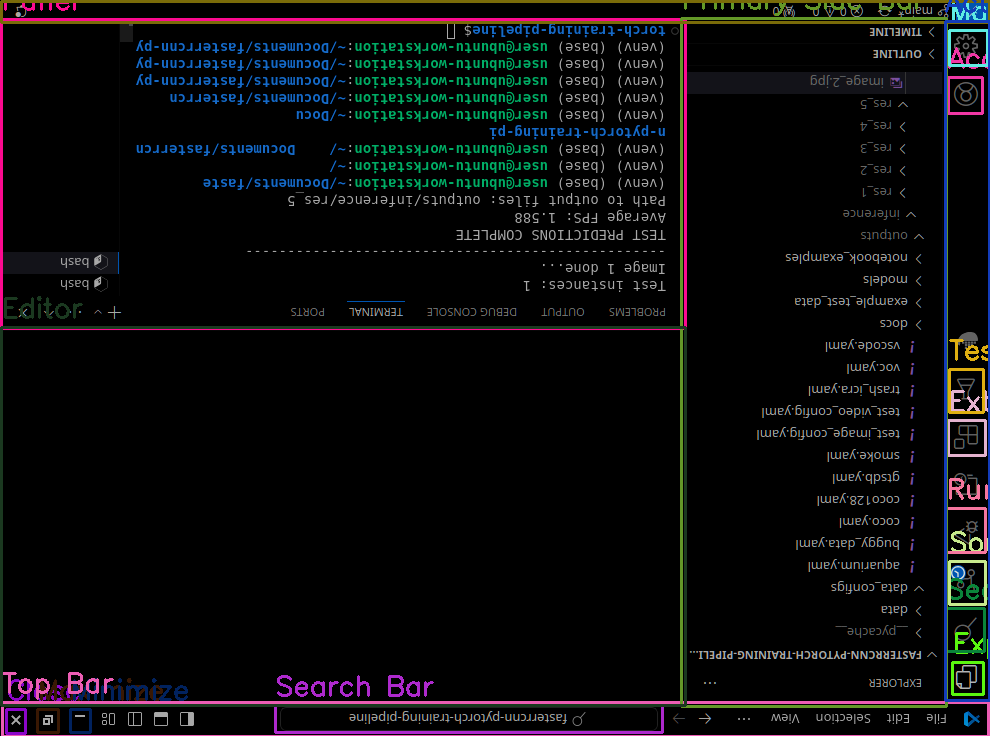 File Edit Selection View ...
fasterrcnn-pytorch-training-pipeline
EXPLORER ...
FASTERRCNN-PYTORCH-TRAINING-PIPELI...
__pycache__
data
data_configs
! aquarium.yaml
! buggy_data.yaml
! coco.yaml
! coco128.yaml
! gtsdb.yaml
! smoke.yaml
! test_image_config.yaml
! test_video_config.yaml
! trash_icra.yaml
! voc.yaml
! vscode.yaml
docs
example_test_data
models
notebook_examples
outputs
inference
res_1
res_2
res_3
res_4
res_5
image_2.jpg
OUTLINE
TIMELINE
main*
0 0 0
PROBLEMS OUTPUT DEBUG CONSOLE TERMINAL PORTS
Test instances: 1
Image 1 done...
--------------------------------------------------
TEST PREDICTIONS COMPLETE
Average FPS: 1.588
Path to output files: outputs/inference/res_5
(venv) (base) user@ubuntu-workstation:~/Documents/faste
(venv) (base) user@ubuntu-workstation:~/
(venv) (base) user@ubuntu-workstation:~/    Documents/fasterrcn
n-pytorch-training-pi
(venv) (base) user@ubuntu-workstation:~/Docu
(venv) (base) user@ubuntu-workstation:~/Documents/fasterrcnn
(venv) (base) user@ubuntu-workstation:~/Documents/fasterrcnn-py
(venv) (base) user@ubuntu-workstation:~/Documents/fasterrcnn-py
(venv) (base) user@ubuntu-workstation:~/Documents/fasterrcnn-py
torch-training-pipeline$
bash
bash
Primary Side Bar
Acc
Editor
Tes
Ext
Run
So
Sea
Ex
Top Bar
Search Bar